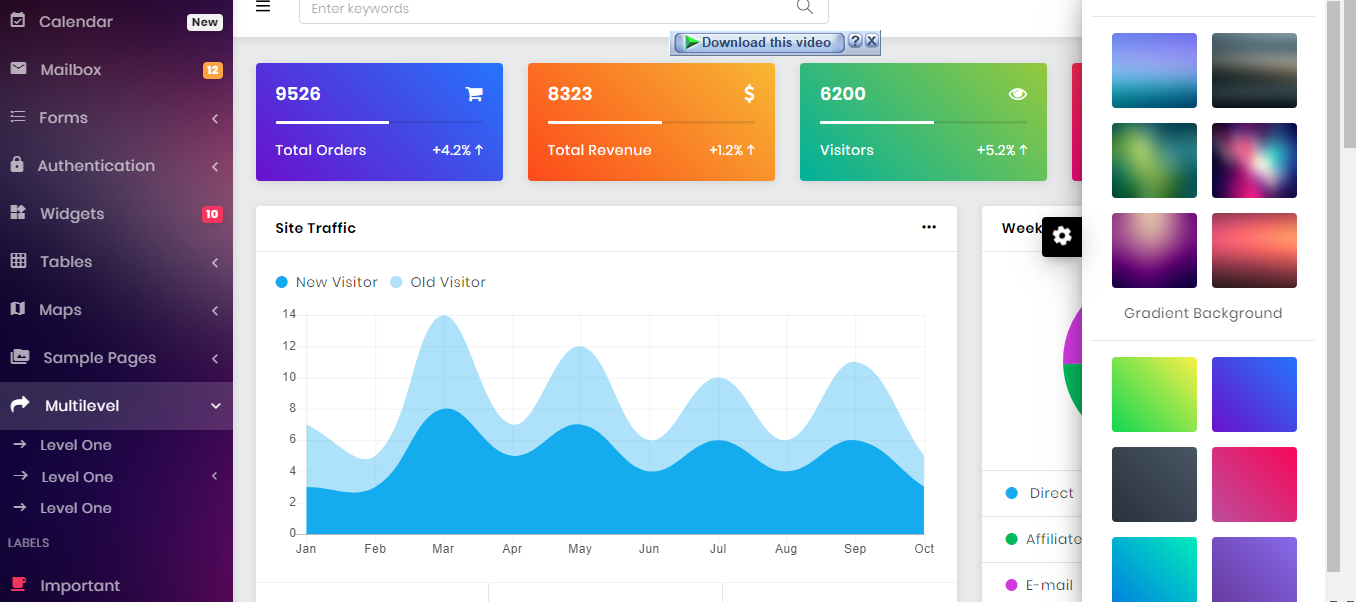 Calendar
New
Mailbox
12
Forms
Authentication
Widgets
10
Tables
Maps
Sample Pages
Multilevel
Level One
Level One
Level One
LABELS
Important
Enter keywords
Download this video
?
9526
Total Orders
+4.2%
8323
$
Total Revenue
+1.2%
6200
Visitors
+5.2%
Site Traffic
New Visitor
Old Visitor
14
12
10
8
6
4
2
0
Jan Feb Mar Apr May Jun Jul Aug Sep Oct
Week
Direct
Affiliate
E-mail
Gradient Background